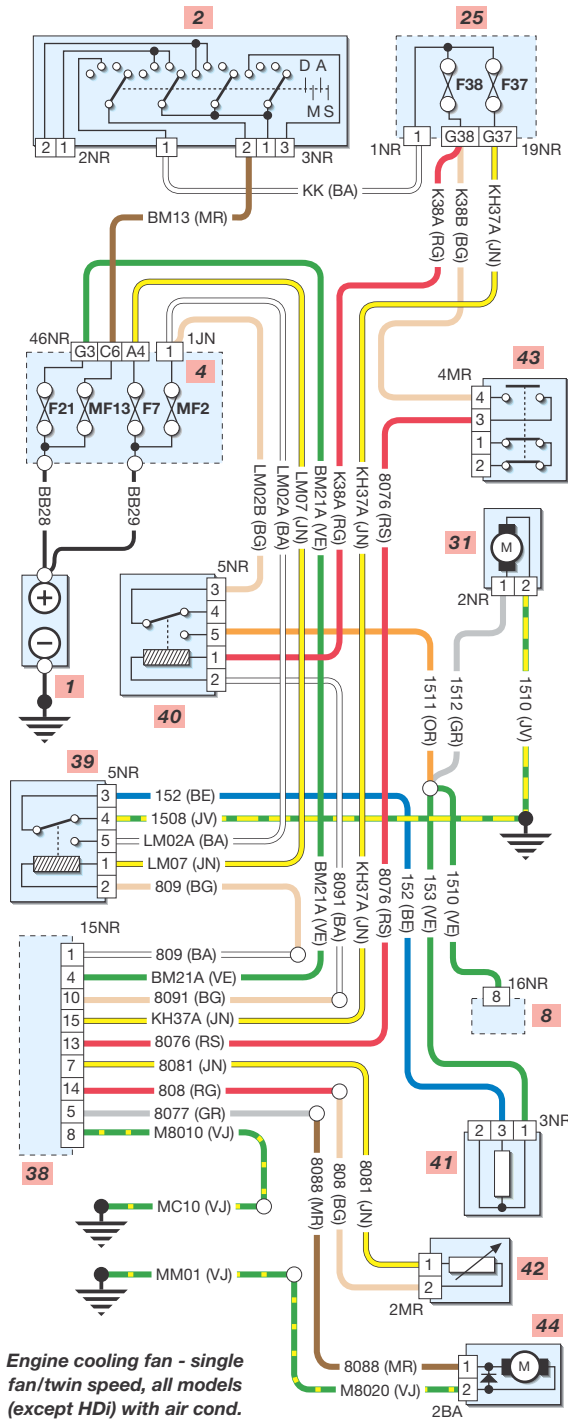 2
25
D A
M S
F38 F37
2 1
2NR
1
2 1 3
3NR
1NR
1
G38 G37
19NR
KK (BA)
BM13 (MR)
K38A (RG)
K38B (BG)
KH37A (JN)
46NR
G3 C6 A4
1JN
1
4
F21 MF13 F7 MF2
43
4MR
4
3
1
2
BB28
BB29
LM02B (BG)
LM02A (BA)
LM07 (JN)
BM21A (VE)
K38A (RG)
KH37A (JN)
8076 (RS)
31
M
1 2
2NR
+
−
1
5NR
3
4
5
1
2
40
1511 (OR)
1512 (GR)
1510 (JV)
39
5NR
3
4
5
1
2
152 (BE)
1508 (JV)
LM02A (BA)
LM07 (JN)
809 (BG)
BM21A (VE)
8091 (BA)
KH37A (JN)
8076 (RS)
152 (BE)
153 (VE)
1510 (VE)
15NR
1
4
10
15
13
7
14
5
8
38
809 (BA)
BM21A (VE)
8091 (BG)
KH37A (JN)
8076 (RS)
8081 (JN)
808 (RG)
8077 (GR)
M8010 (VJ)
16NR
8
8
3NR
2 3 1
41
MC10 (VJ)
8088 (MR)
808 (BG)
8081 (JN)
MM01 (VJ)
1
2
2MR
42
44
8088 (MR)
M8020 (VJ)
1
2
M
2BA
Engine cooling fan - single
fan/twin speed, all models
(except HDi) with air cond.